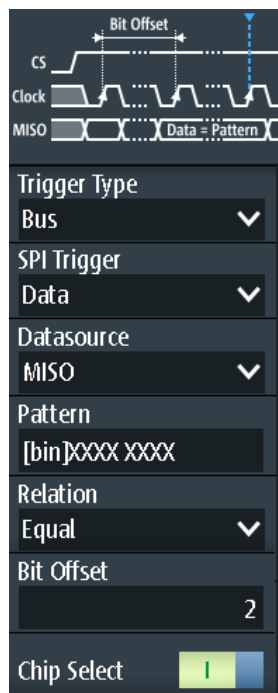 Bit Offset
CS
Clock
MISO
Data = Pattern
Trigger Type
Bus
SPI Trigger
Data
Datasource
MISO
Pattern
[bin]XXXX XXXX
Relation
Equal
Bit Offset
2
Chip Select
I